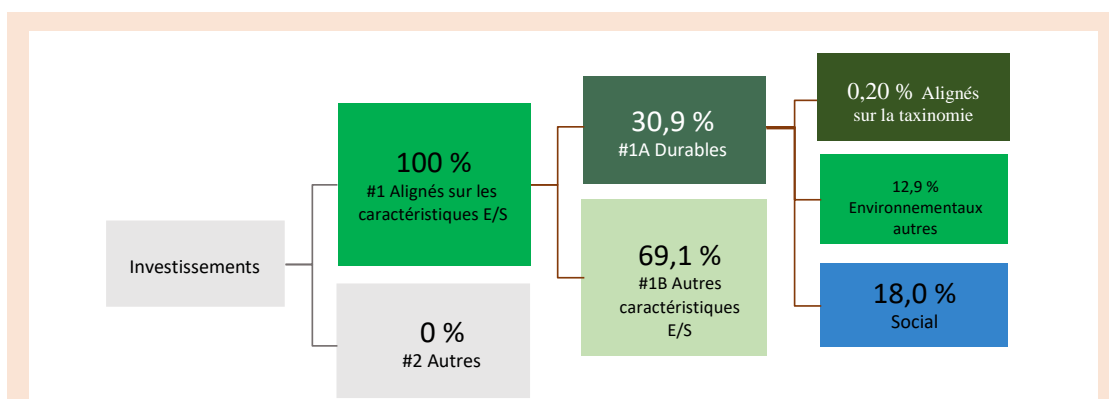 Investissements
100 %
#1 Alignés sur les
caractéristiques E/S
0 %
#2 Autres
30,9 %
#1A Durables
69,1 %
#1B Autres
caractéristiques
E/S
0,20 % Alignés
sur la taxinomie
12,9 %
Environnementaux
autres
18,0 %
Social